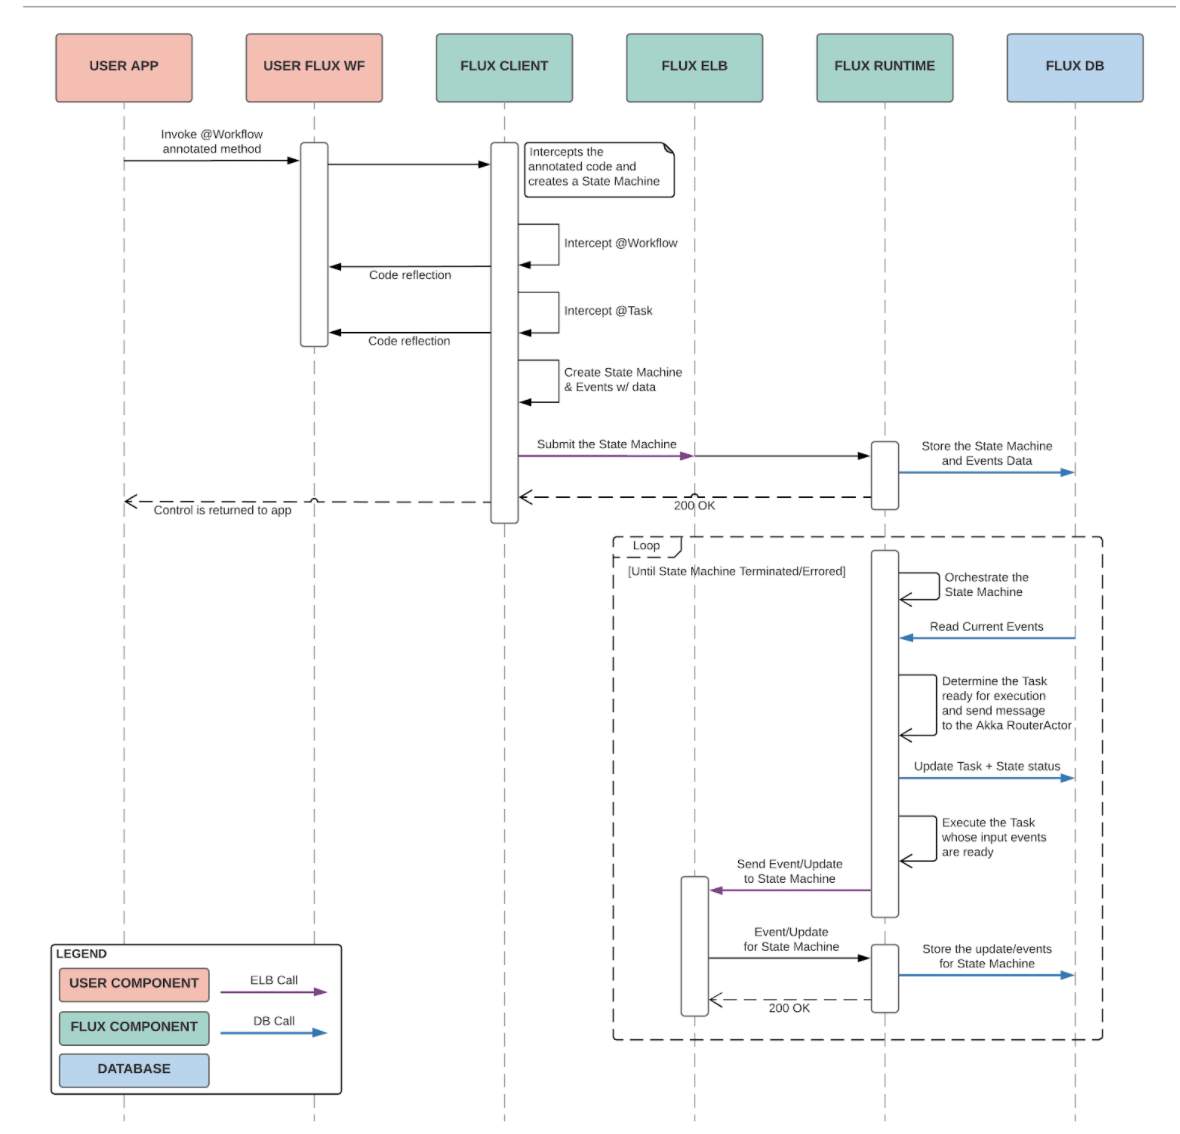 USER APP
USER FLUX WF
FLUX CLIENT
FLUX ELB
FLUX RUNTIME
FLUX DB
Invoke @Workflow
annotated method
Intercepts the
annotated code and
creates a State Machine
Intercept @Workflow
Code reflection
Intercept @Task
Code reflection
Create State Machine
& Events w/ data
Submit the State Machine
Store the State Machine
and Events Data
200 OK
Control is returned to app
Loop
[Until State Machine Terminated/Errored]
Orchestrate the
State Machine
Read Current Events
Determine the Task
ready for execution
and send message
to the Akka RouterActor
Update Task + State status
Execute the Task
whose input events
are ready
Send Event/Update
to State Machine
Event/Update
for State Machine
Store the update/events
for State Machine
200 OK
LEGEND
USER COMPONENT
ELB Call
FLUX COMPONENT
DB Call
DATABASE